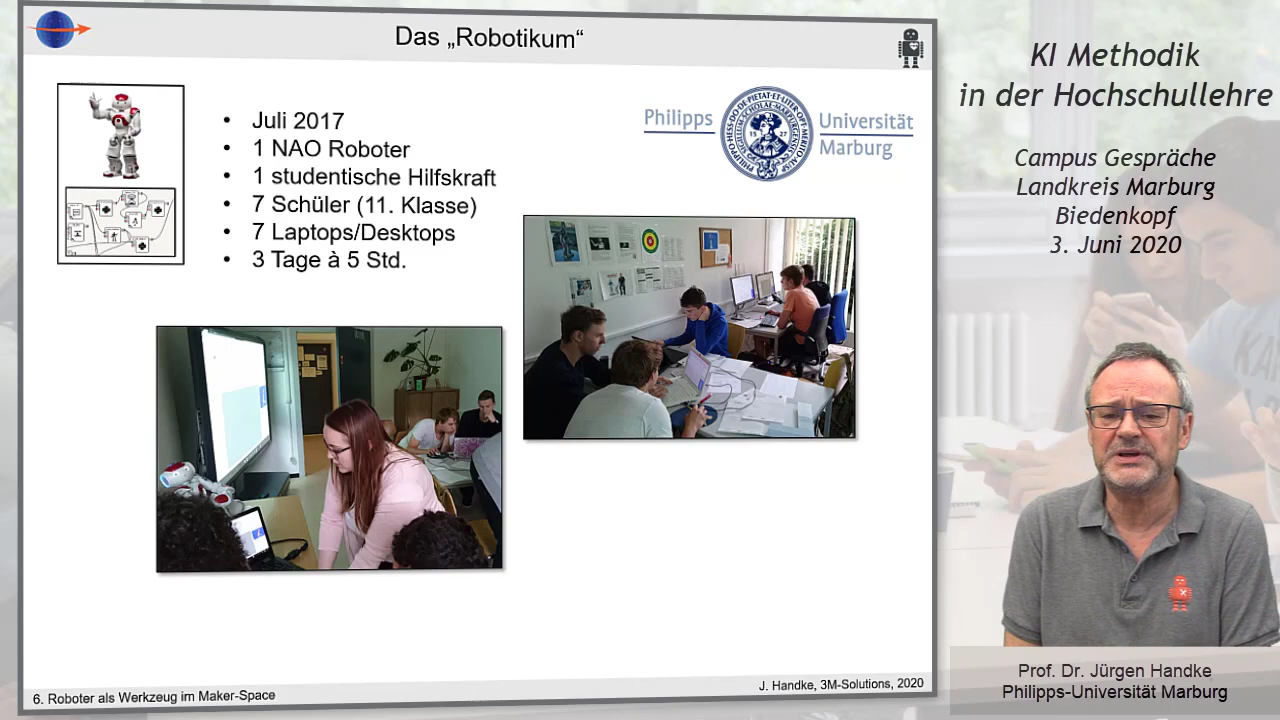 Das „Robotikum“
• Juli 2017
• 1 NAO Roboter
• 1 studentische Hilfskraft
• 7 Schüler (11. Klasse)
• 7 Laptops/Desktops
• 3 Tage à 5 Std.
Philipps
Universität
Marburg
1527
6. Roboter als Werkzeug im Maker-Space
J. Handke, 3M-Solutions, 2020
KI Methodik
in der Hochschullehre
Campus Gespräche
Landkreis Marburg
Biedenkopf
3. Juni 2020
Prof. Dr. Jürgen Handke
Philipps-Universität Marburg